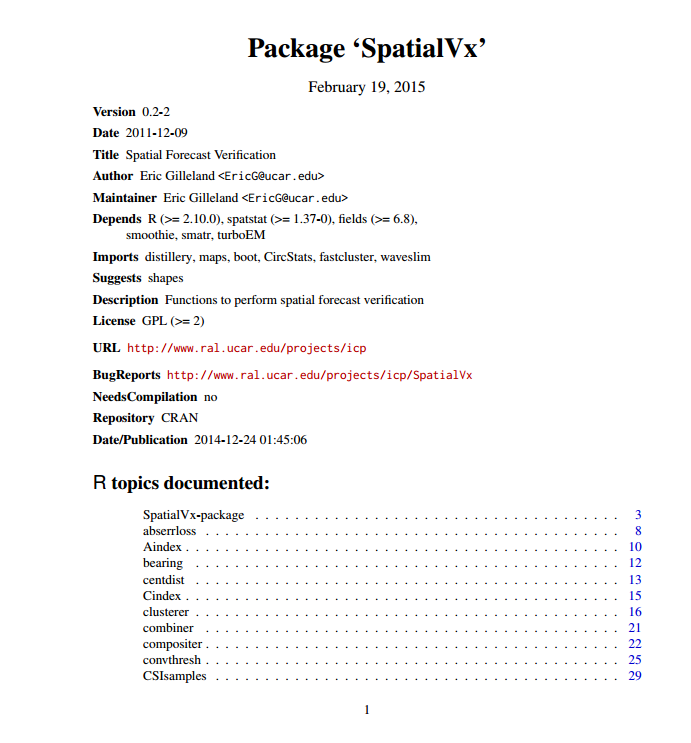 Package ‘SpatialVx’
February 19, 2015
Version 0.2-2
Date 2011-12-09
Title Spatial Forecast Verification
Author Eric Gilleland <EricG@ucar.edu>
Maintainer Eric Gilleland <EricG@ucar.edu>
Depends R (>= 2.10.0), spatstat (>= 1.37-0), fields (>= 6.8),
smoothie, smatr, turboEM
Imports distillery, maps, boot, CircStats, fastcluster, waveslim
Suggests shapes
Description Functions to perform spatial forecast verification
License GPL (>= 2)
URL http://www.ral.ucar.edu/projects/icp
BugReports http://www.ral.ucar.edu/projects/icp/SpatialVx
NeedsCompilation no
Repository CRAN
Date/Publication 2014-12-24 01:45:06
R topics documented:
SpatialVx-package . . . . . . . . . . . . . . . . . . . . . . . . . . . . . . . . . . . . . 3
abserrloss . . . . . . . . . . . . . . . . . . . . . . . . . . . . . . . . . . . . . . . . . . 8
Aindex . . . . . . . . . . . . . . . . . . . . . . . . . . . . . . . . . . . . . . . . . . . . 10
bearing . . . . . . . . . . . . . . . . . . . . . . . . . . . . . . . . . . . . . . . . . . . 12
centdist . . . . . . . . . . . . . . . . . . . . . . . . . . . . . . . . . . . . . . . . . . . 13
Cindex . . . . . . . . . . . . . . . . . . . . . . . . . . . . . . . . . . . . . . . . . . . . 15
clusterer . . . . . . . . . . . . . . . . . . . . . . . . . . . . . . . . . . . . . . . . . . . 16
combiner . . . . . . . . . . . . . . . . . . . . . . . . . . . . . . . . . . . . . . . . . . 21
compositer . . . . . . . . . . . . . . . . . . . . . . . . . . . . . . . . . . . . . . . . . . 22
convthresh . . . . . . . . . . . . . . . . . . . . . . . . . . . . . . . . . . . . . . . . . . 25
CSIsamples . . . . . . . . . . . . . . . . . . . . . . . . . . . . . . . . . . . . . . . . . 29
1